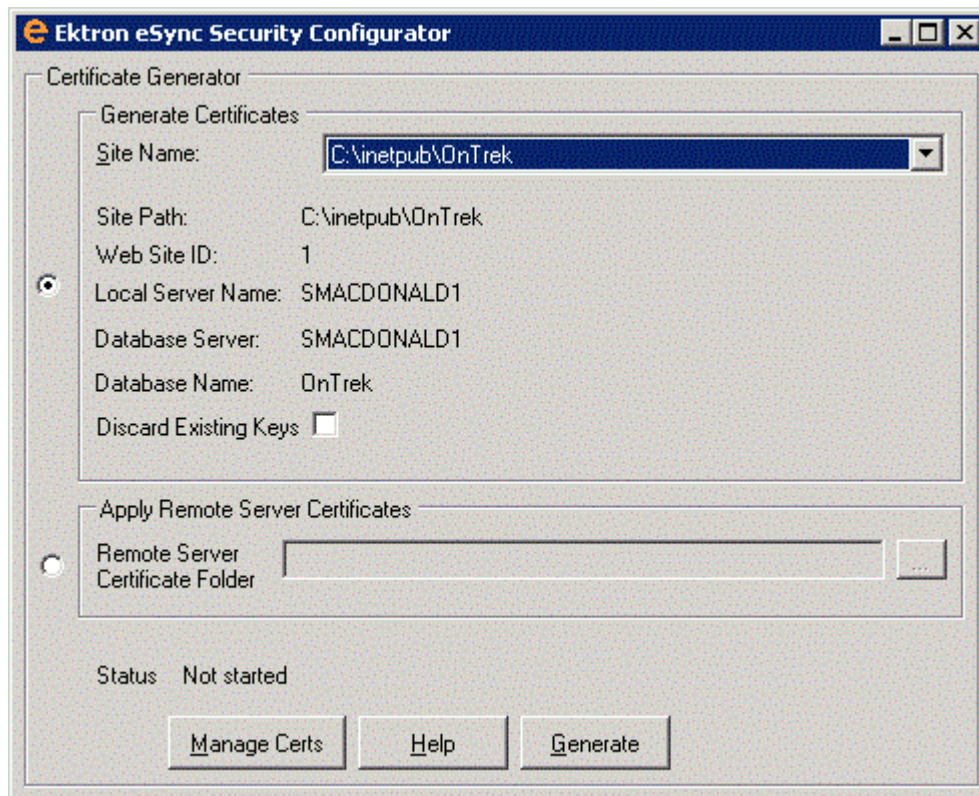 Ektron eSync Security Configurator
Certificate Generator
Generate Certificates
Site Name: C:\inetpub\OnTrek
Site Path: C:\inetpub\OnTrek
Web Site ID: 1
Local Server Name: SMACDONALD1
Database Server: SMACDONALD1
Database Name: OnTrek
Discard Existing Keys
Apply Remote Server Certificates
Remote Server
Certificate Folder
...
Status Not started
Manage Certs Help Generate